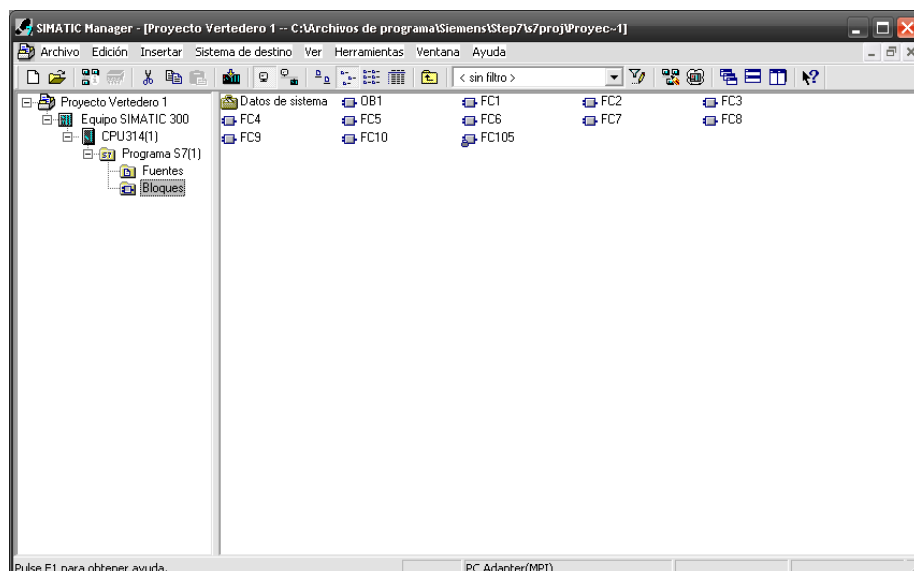 SIMATIC Manager - [Proyecto Vertedero 1 -- C:\Archivos de programa\Siemens\Step7\s7proj\Proyec~1]
Archivo Edición Insertar Sistema de destino Ver Herramientas Ventana Ayuda
< sin filtro >
Proyecto Vertedero 1
Equipo SIMATIC 300
CPU314(1)
Programa S7(1)
Fuentes
Bloques
Datos de sistema OB1 FC1 FC2 FC3
FC4 FC5 FC6 FC7 FC8
FC9 FC10 FC105
Pulse F1 para obtener ayuda. PC Adapter(MPI)